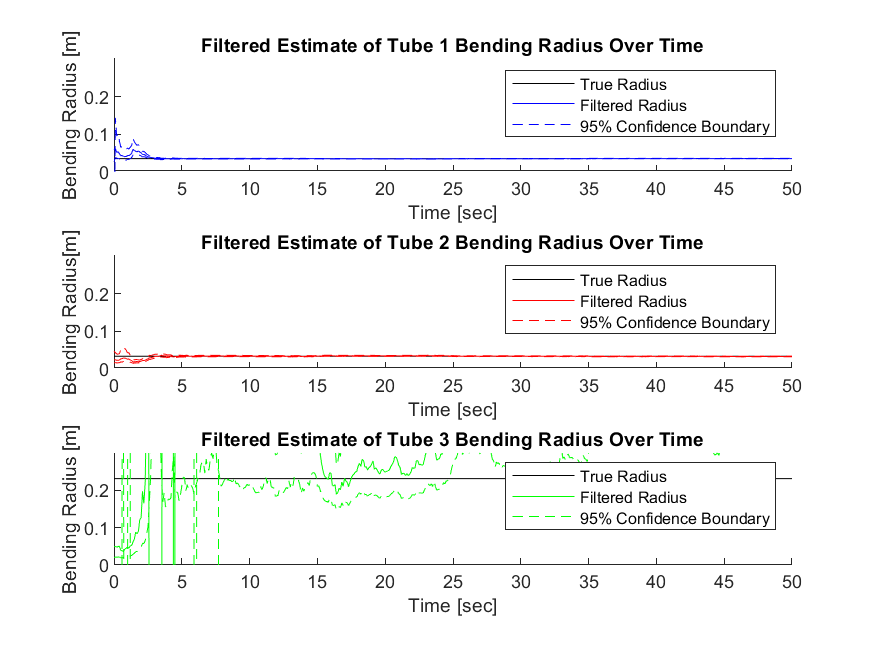 Filtered Estimate of Tube 1 Bending Radius Over Time
Bending Radius [m]
0.2
0.1
0
True Radius
Filtered Radius
95% Confidence Boundary
0 5 10 15 20 25 30 35 40 45 50
Time [sec]
Filtered Estimate of Tube 2 Bending Radius Over Time
Bending Radius[m]
0.2
0.1
0
True Radius
Filtered Radius
95% Confidence Boundary
0 5 10 15 20 25 30 35 40 45 50
Time [sec]
Filtered Estimate of Tube 3 Bending Radius Over Time
Bending Radius [m]
0.2
0.1
0
True Radius
Filtered Radius
95% Confidence Boundary
0 5 10 15 20 25 30 35 40 45 50
Time [sec]